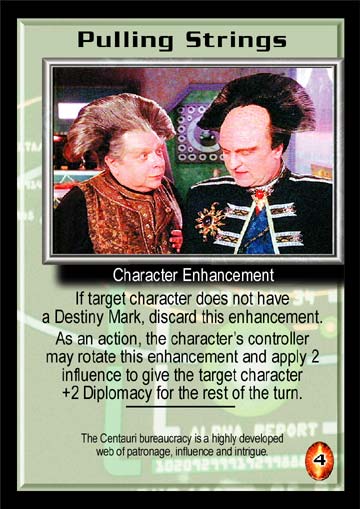 Pulling Strings
Character Enhancement
If target character does not have
a Destiny Mark, discard this enhancement.
As an action, the character's controller
may rotate this enhancement and apply 2
influence to give the target character
+2 Diplomacy for the rest of the turn.
ALPHA REPORT
The Centauri bureaucracy is a highly developed
web of patronage, influence and intrigue.
4